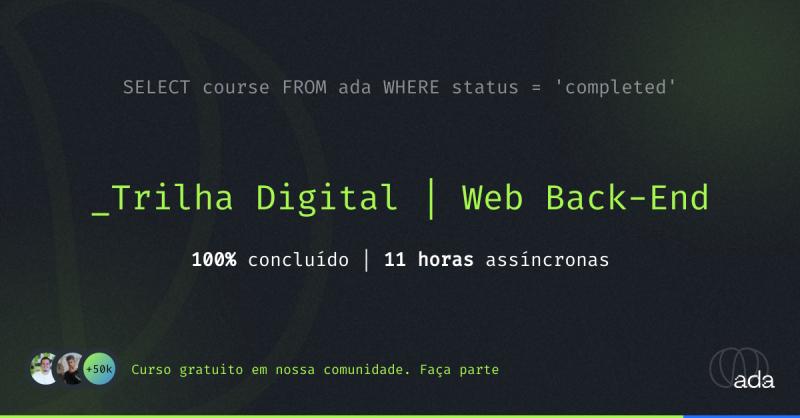 SELECT course FROM ada WHERE status = 'completed'
_Trilha Digital | Web Back-End
100% concluído | 11 horas assíncronas
+50k
Curso gratuito em nossa comunidade. Faça parte
ada